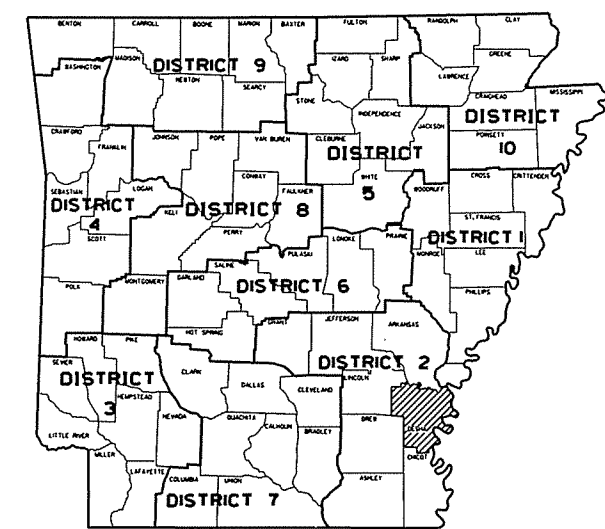 BENTON CARROLL BOONE MARION BAXTER FULTON RANDOLPH CLAY
IZARD SHARP GREENE
WASHINGTON MADISON DISTRICT 9 LAWRENCE
NEWTON SEARCY STONE CRAIGHEAD MISSISSIPPI
INDEPENDENCE DISTRICT
CRAWFORD JOHNSON POPE VAN BUREN CLEBURNE JACKSON POINSETT
FRANKLIN DISTRICT 10
CONWAY WHITE CROSS CRITTENDEN
SEBASTIAN LOGAN FAULKNER 5 WOODRUFF
DISTRICT YELL DISTRICT 8 ST. FRANCIS
4 PERRY LONOKE PRAIRIE DISTRICT 1
SCOTT PULASKI MONROE LEE
SALINE
POLK MONTGOMERY GARLAND DISTRICT 6 PHILLIPS
HOT SPRING GRANT JEFFERSON ARKANSAS
HOWARD PIKE
SEVIER CLARK DISTRICT 2
DISTRICT DALLAS CLEVELAND LINCOLN
3 HEMPSTEAD
NEVADA OUACHITA CALHOUN DREW DESHA
LITTLE RIVER BRADLEY
MILLER CHICOT
LAFAYETTE COLUMBIA UNION ASHLEY
DISTRICT 7